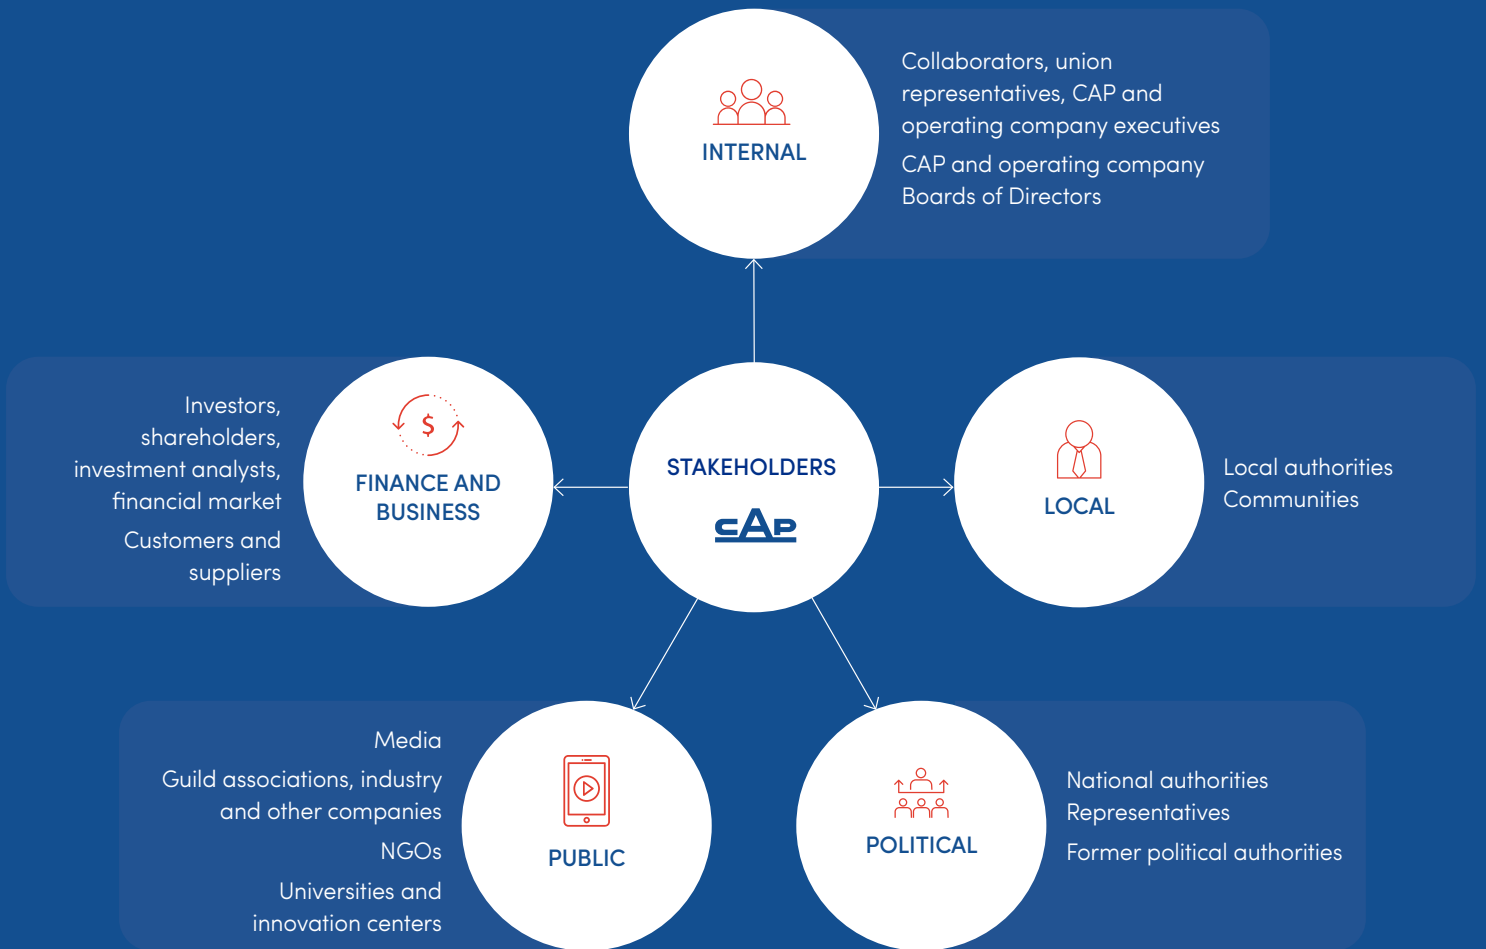 INTERNAL
Collaborators, union
representatives, CAP and
operating company executives
CAP and operating company
Boards of Directors
Investors,
shareholders,
investment analysts,
financial market
Customers and
suppliers
$
FINANCE AND
BUSINESS
STAKEHOLDERS
CAP
LOCAL
Local authorities
Communities
Media
Guild associations, industry
and other companies
NGOs
Universities and
innovation centers
PUBLIC
POLITICAL
National authorities
Representatives
Former political authorities